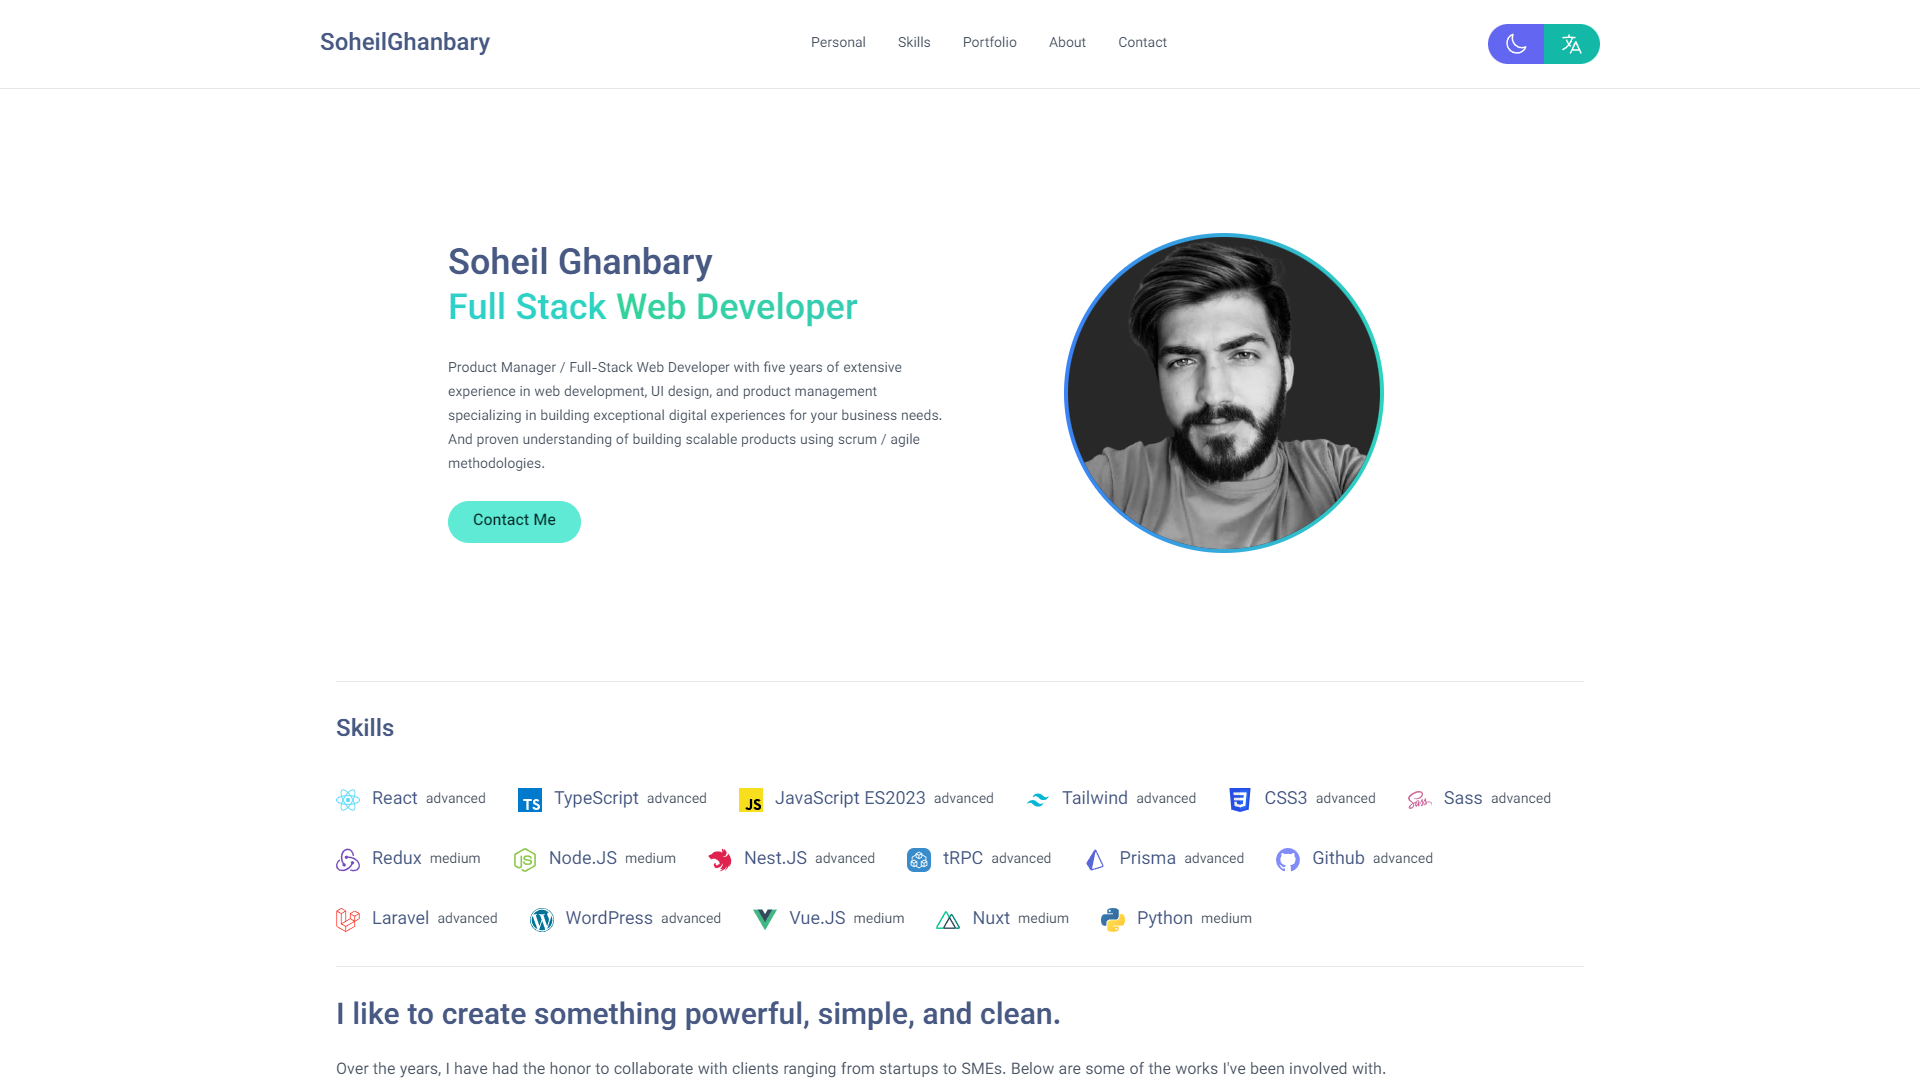 SoheilGhanbary
Personal Skills Portfolio About Contact
Soheil Ghanbary
Full Stack Web Developer
Product Manager / Full-Stack Web Developer with five years of extensive
experience in web development, UI design, and product management
specializing in building exceptional digital experiences for your business needs.
And proven understanding of building scalable products using scrum / agile
methodologies.
Contact Me
Skills
React advanced TS TypeScript advanced JS JavaScript ES2023 advanced Tailwind advanced CSS3 advanced Sass Sass advanced
Redux medium JS Node.JS medium Nest.JS advanced tRPC advanced Prisma advanced Github advanced
Laravel advanced WordPress advanced Vue.JS medium Nuxt medium Python medium
I like to create something powerful, simple, and clean.
Over the years, I have had the honor to collaborate with clients ranging from startups to SMEs. Below are some of the works I've been involved with.